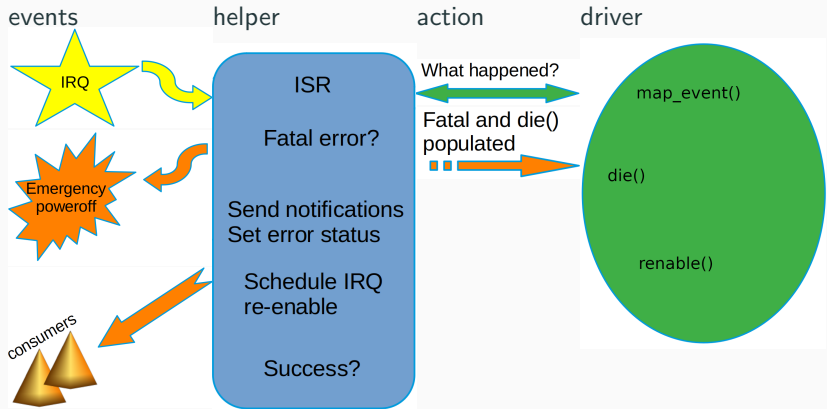 events
helper
action
driver
IRQ
ISR
What happened?
map_event()
Fatal error?
Fatal and die()
populated
Emergency
poweroff
die()
Send notifications
Set error status
renable()
Schedule IRQ
re-enable
consumers
Success?